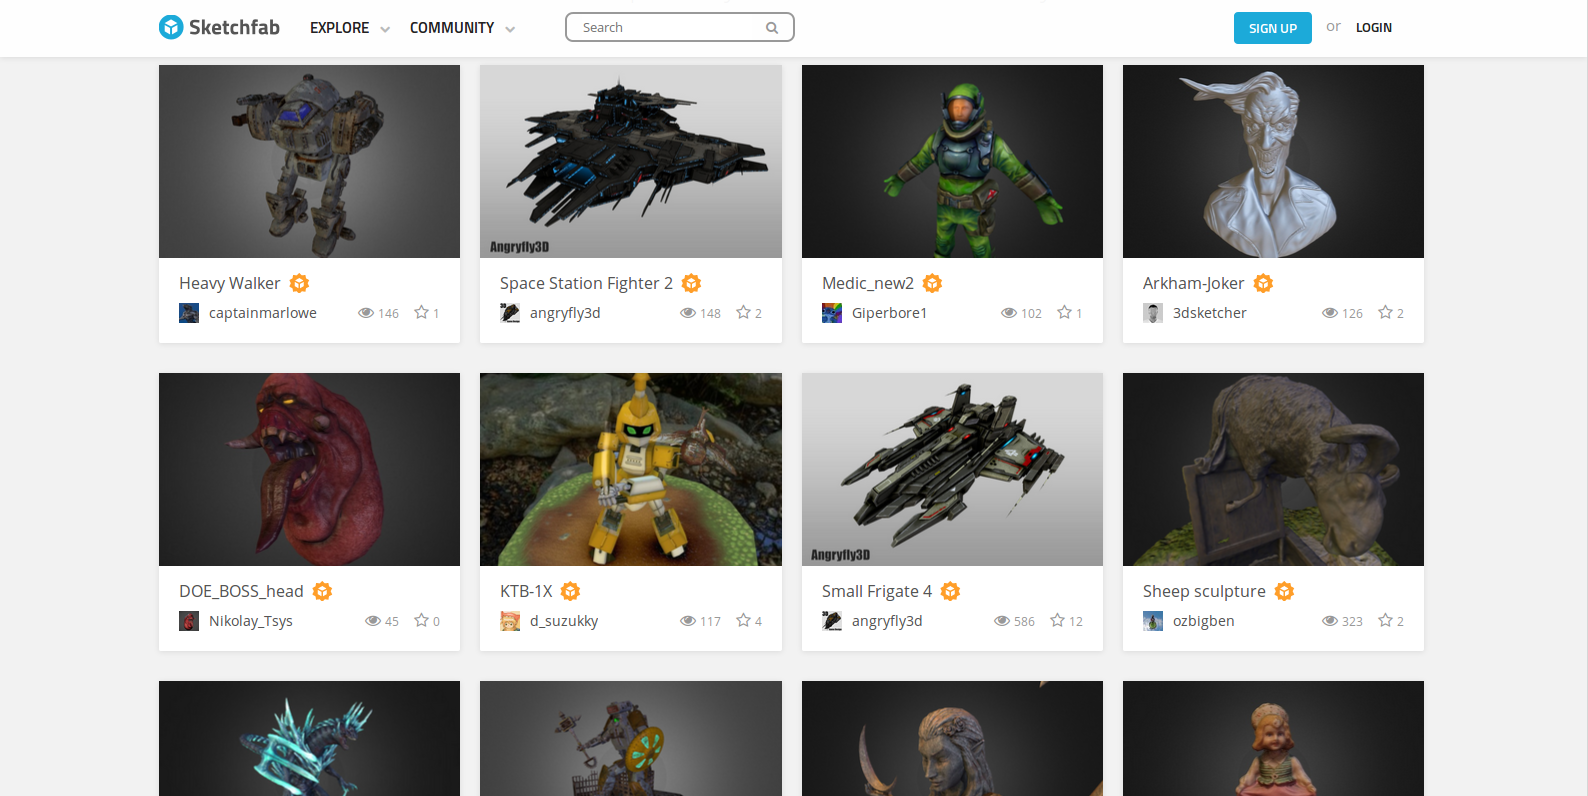 Sketchfab EXPLORE COMMUNITY Search SIGN UP or LOGIN
Angryfly3D
Heavy Walker
captainmarlowe 146 1
Space Station Fighter 2
angryfly3d 148 2
Medic_new2
Giperbore1 102 1
Arkham-Joker
3dsketcher 126 2
Angryfly3D
DOE_BOSS_head
Nikolay_Tsys 45 0
KTB-1X
d_suzukky 117 4
Small Frigate 4
angryfly3d 586 12
Sheep sculpture
ozbigben 323 2